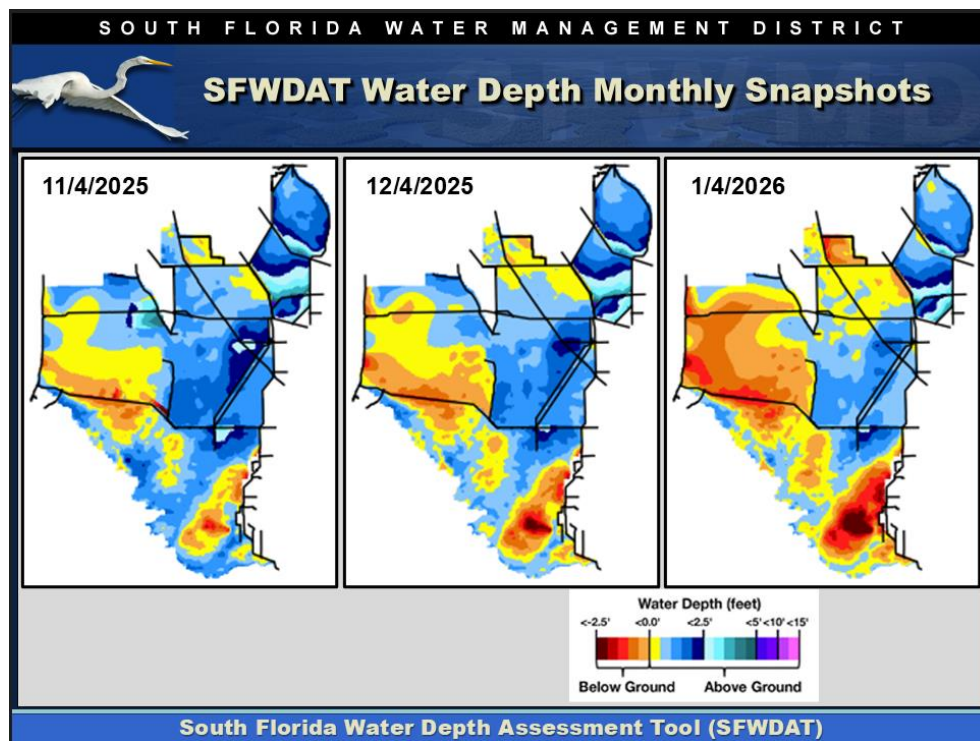 SOUTH FLORIDA WATER MANAGEMENT DISTRICT
SFWMD
SFWDAT Water Depth Monthly Snapshots
11/4/2025
12/4/2025
1/4/2026
Water Depth (feet)
<-2.5' <0.0' <2.5' <5' <10' <15'
Below Ground Above Ground
South Florida Water Depth Assessment Tool (SFWDAT)